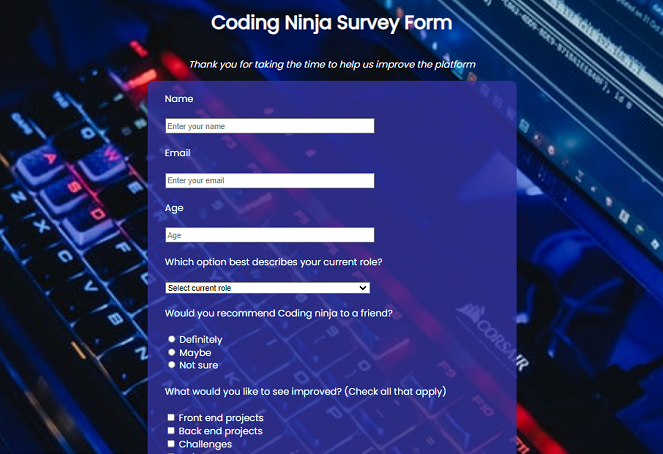 Coding Ninja Survey Form
Thank you for taking the time to help us improve the platform
Name
Enter your name
Email
Enter your email
Age
Age
Which option best describes your current role?
Select current role
Would you recommend Coding ninja to a friend?
Definitely
Maybe
Not sure
What would you like to see improved? (Check all that apply)
Front end projects
Back end projects
Challenges
CORSAIR
A
W
S
D
F9
F10